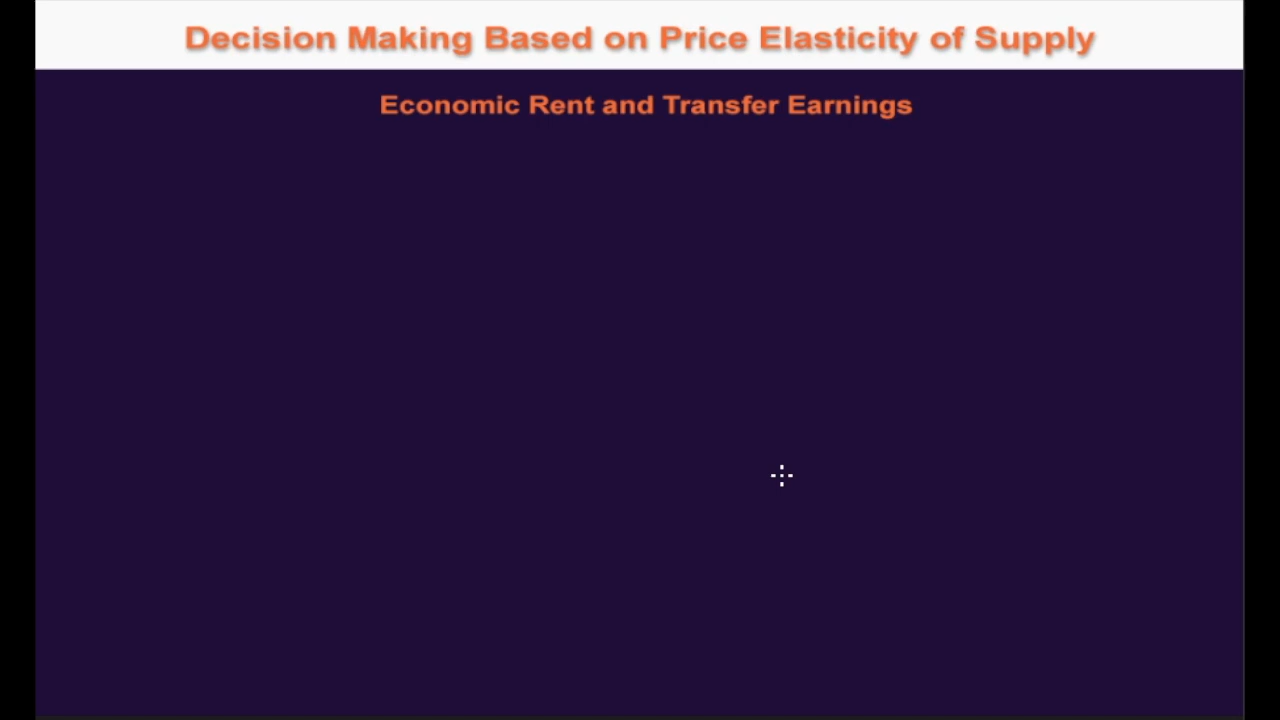 Decision Making Based on Price Elasticity of Supply
Economic Rent and Transfer Earnings